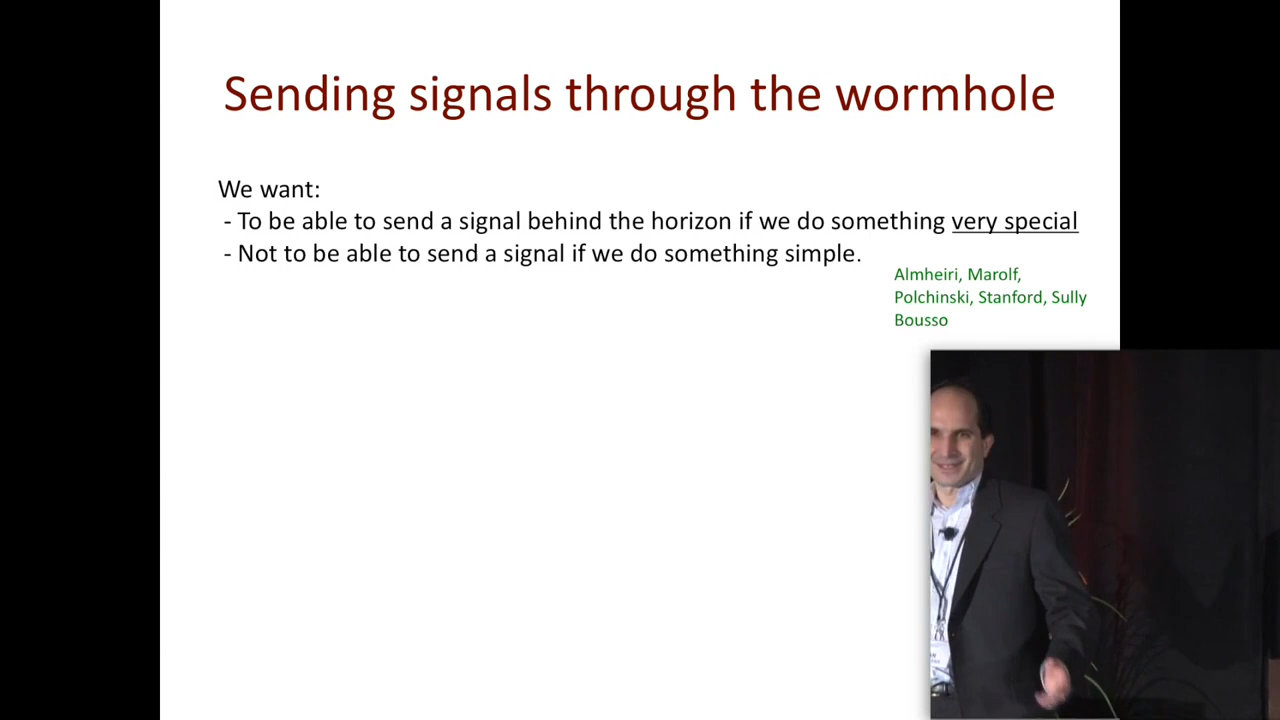 Sending signals through the wormhole
We want:
- To be able to send a signal behind the horizon if we do something very special
- Not to be able to send a signal if we do something simple.
Almheiri, Marolf,
Polchinski, Stanford, Sully
Bousso